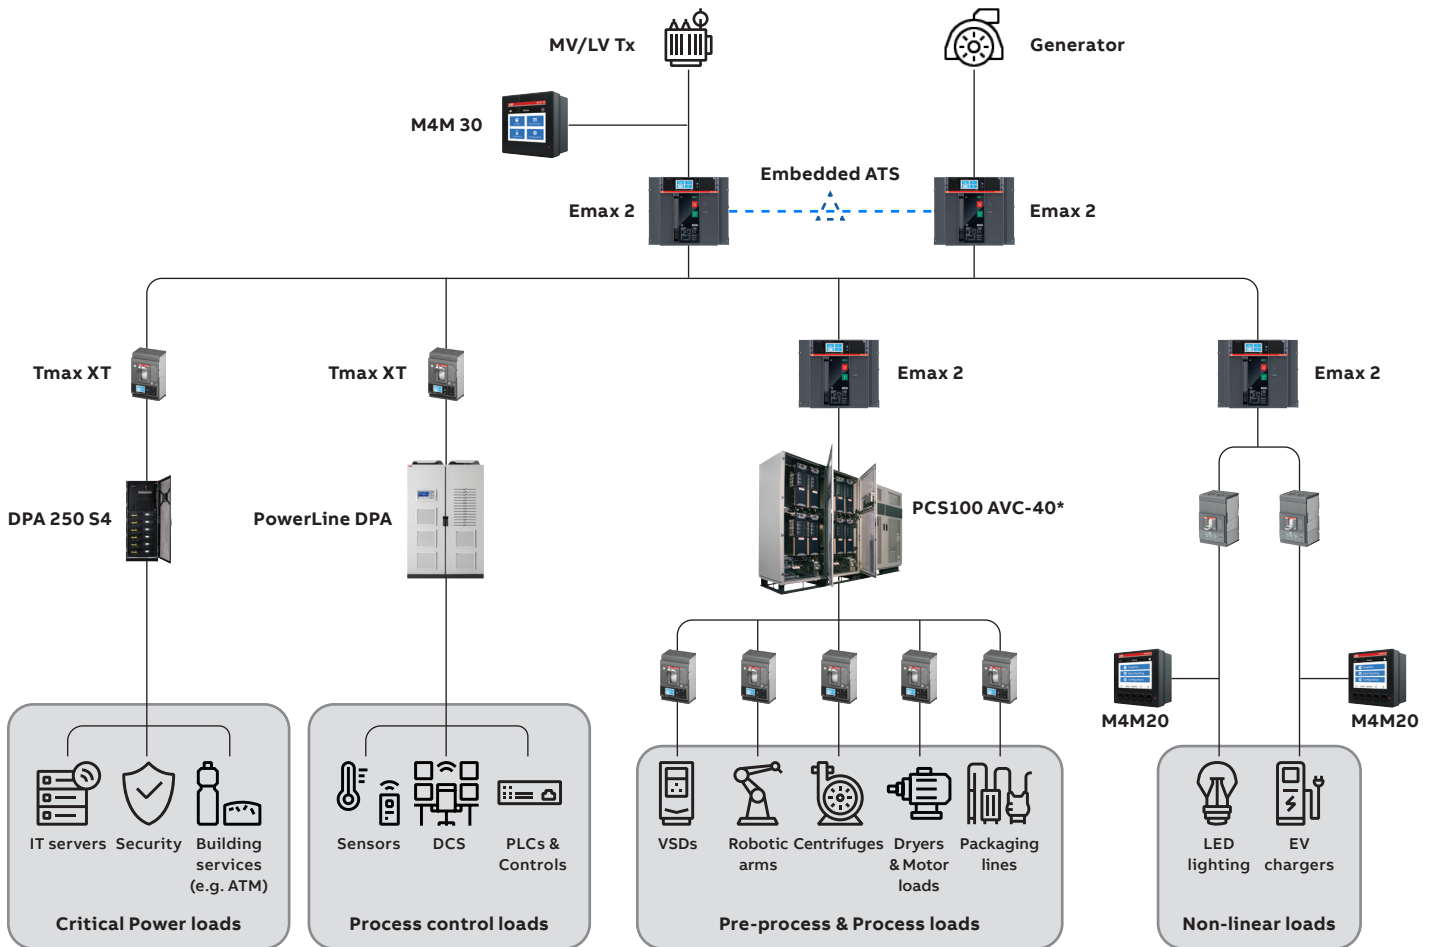 MV/LV Tx
Generator
M4M 30
Embedded ATS
Emax 2
Emax 2
Tmax XT
Tmax XT
Emax 2
Emax 2
DPA 250 S4
PowerLine DPA
PCS100 AVC-40*
M4M20
M4M20
IT servers
Security
Building
services
(e.g. ATM)
Critical Power loads
Sensors
DCS
PLCs &
Controls
Process control loads
VSDs
Robotic
arms
Centrifuges
Dryers
& Motor
loads
Packaging
lines
Pre-process & Process loads
LED
lighting
EV
chargers
Non-linear loads